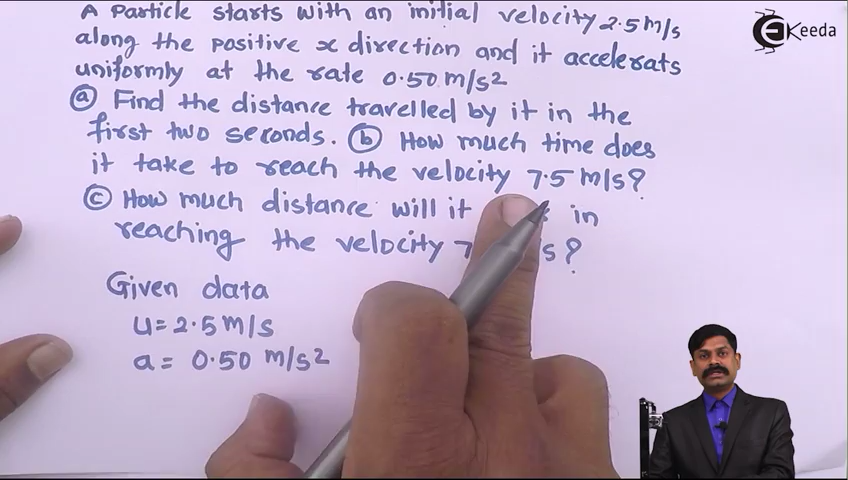 A Particle starts with an initial velocity 2.5 m/s
along the positive x direction and it accelerats
uniformly at the rate 0.50 m/s2
ⓐ Find the distance travelled by it in the
first two seconds. ⓑ How much time does
it take to reach the velocity 7.5 m/s?
ⓒ How much distance will it in
reaching the velocity 7 s?
Given data
u = 2.5 m/s
a = 0.50 m/s2
Keeda